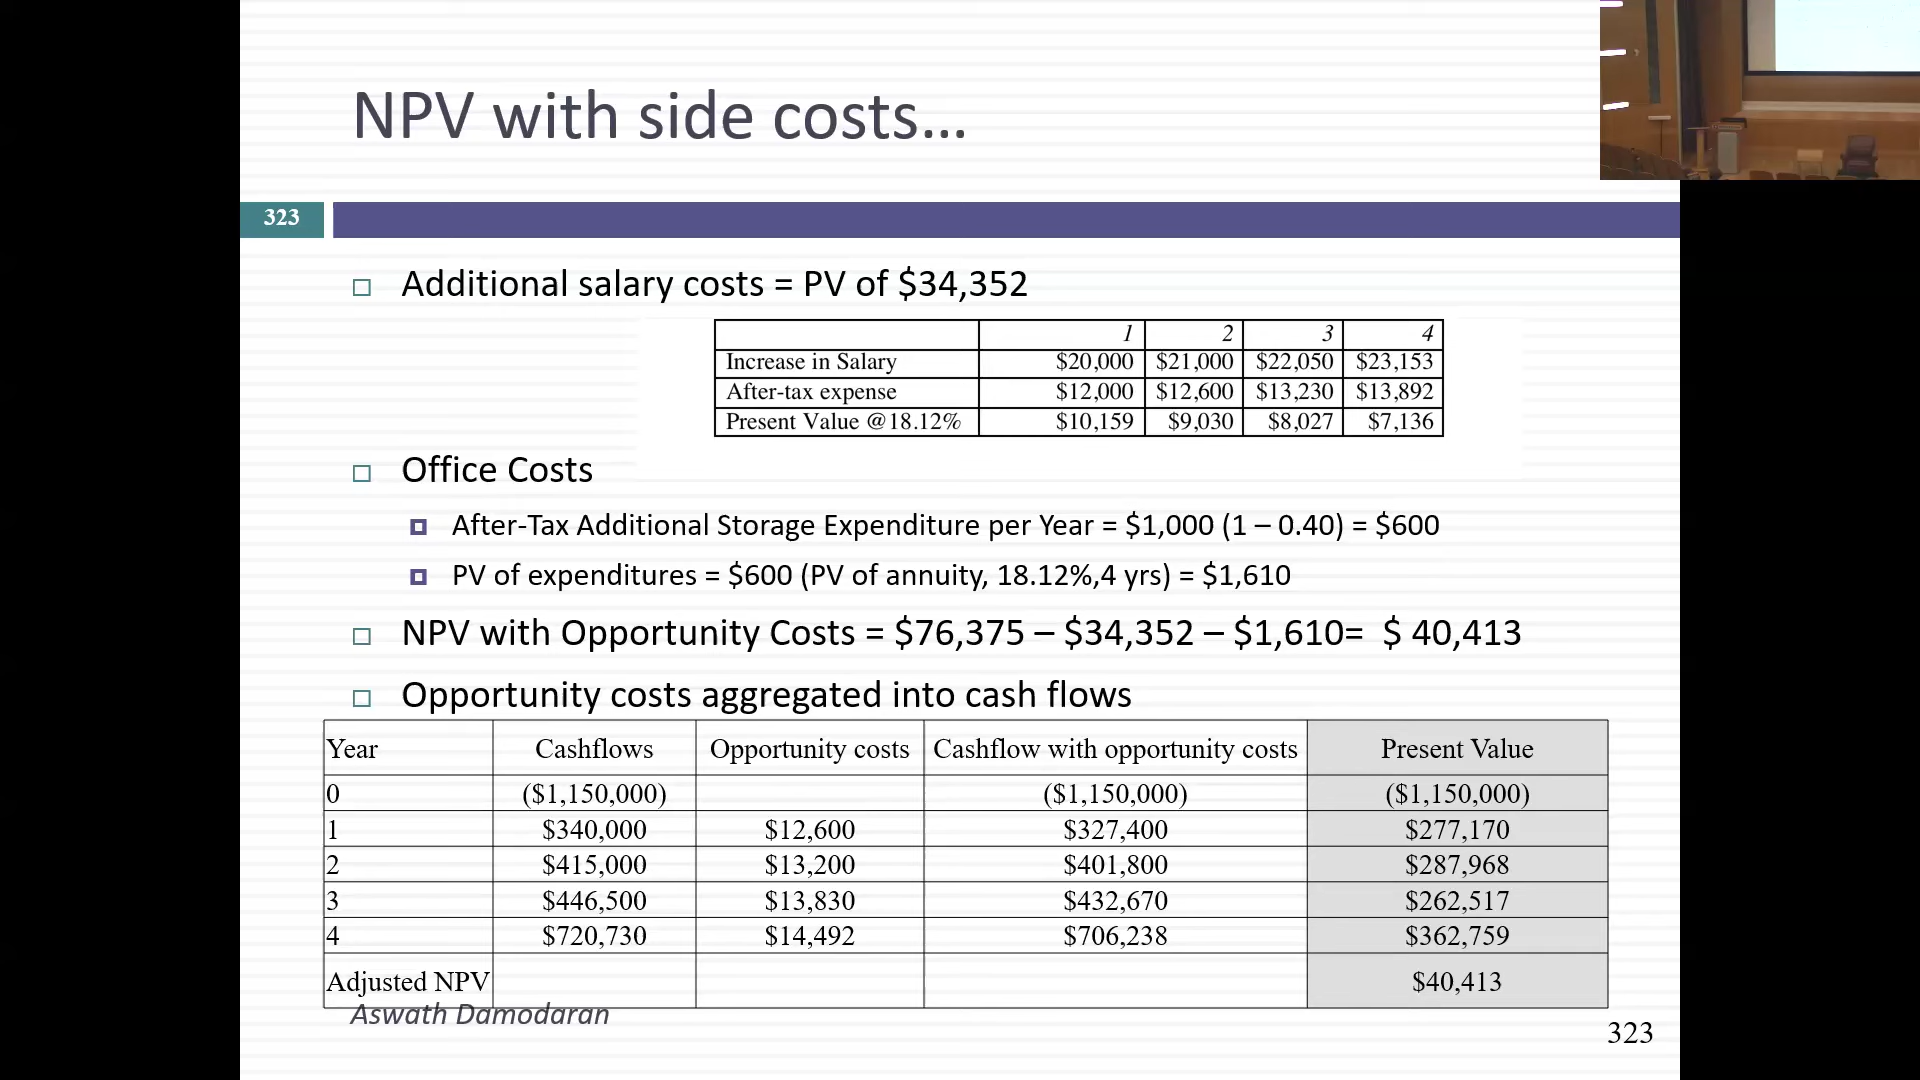 NPV with side costs…
323
Additional salary costs = PV of $34,352
1 2 3 4
Increase in Salary $20,000 $21,000 $22,050 $23,153
After-tax expense $12,000 $12,600 $13,230 $13,892
Present Value @18.12% $10,159 $9,030 $8,027 $7,136
Office Costs
After-Tax Additional Storage Expenditure per Year = $1,000 (1 – 0.40) = $600
PV of expenditures = $600 (PV of annuity, 18.12%,4 yrs) = $1,610
NPV with Opportunity Costs = $76,375 – $34,352 – $1,610= $ 40,413
Opportunity costs aggregated into cash flows
Year Cashflows Opportunity costs Cashflow with opportunity costs Present Value
0 ($1,150,000) ($1,150,000) ($1,150,000)
1 $340,000 $12,600 $327,400 $277,170
2 $415,000 $13,200 $401,800 $287,968
3 $446,500 $13,830 $432,670 $262,517
4 $720,730 $14,492 $706,238 $362,759
Adjusted NPV $40,413
Aswath Damodaran
323